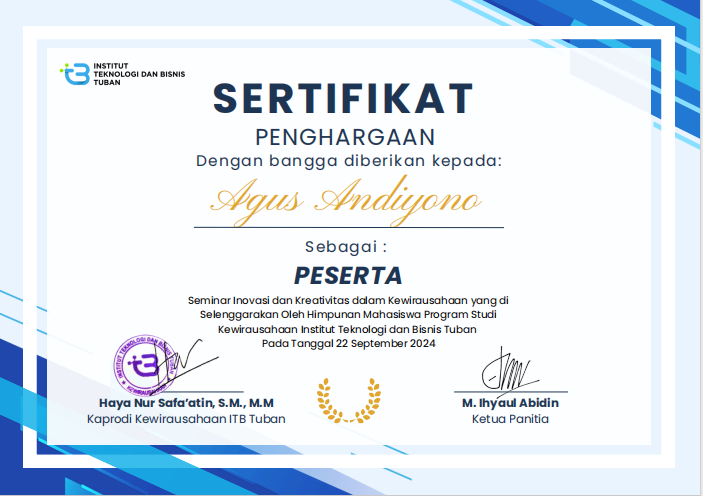 INSTITUT
TEKNOLOGI DAN BISNIS
TUBAN
SERTIFIKAT
PENGHARGAAN
Dengan bangga diberikan kepada:
Agus Andiyono
Sebagai :
PESERTA
Seminar Inovasi dan Kreativitas dalam Kewirausahaan yang di
Selenggarakan Oleh Himpunan Mahasiswa Program Studi
Kewirausahaan Institut Teknologi dan Bisnis Tuban
Pada Tanggal 22 September 2024
INSTITUT TEKNOLOGI DAN BISNIS TUBAN
KEWIRAUSAHAAN
Haya Nur Safa'atin, S.M., M.M
Kaprodi Kewirausahaan ITB Tuban
M. Ihyaul Abidin
Ketua Panitia